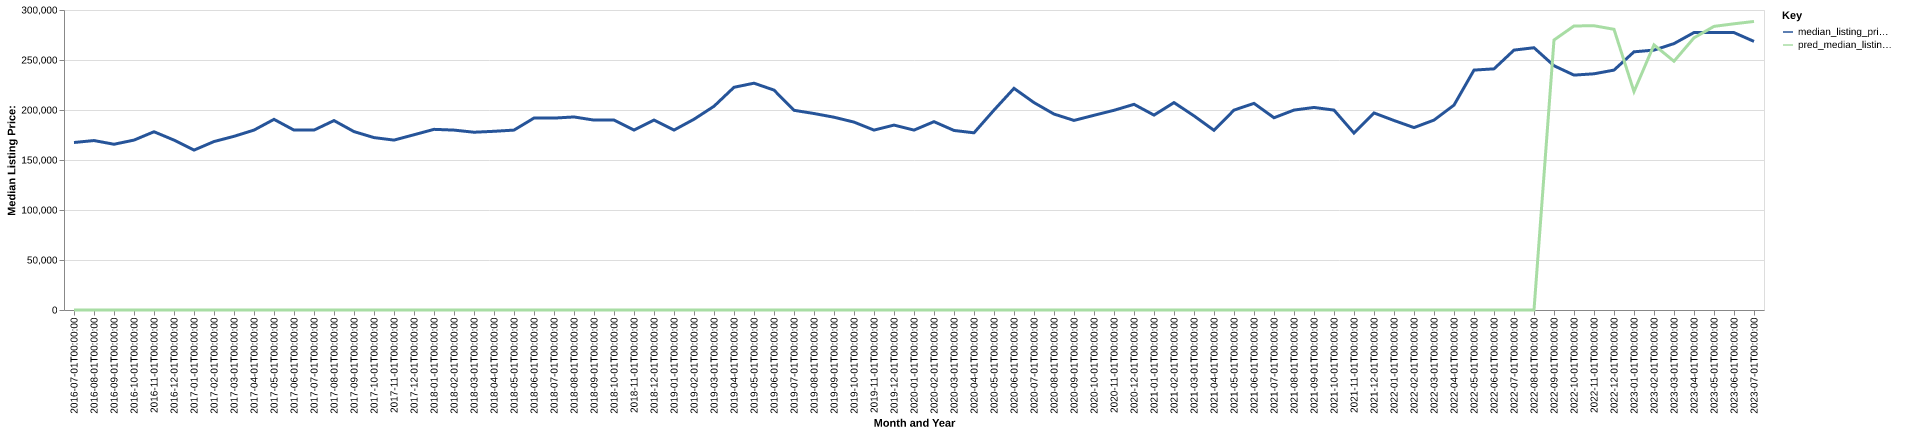 300,000
250,000
200,000
150,000
100,000
50,000
0
Median Listing Price:
2016-07-01T00:00:00
2016-08-01T00:00:00
2016-09-01T00:00:00
2016-10-01T00:00:00
2016-11-01T00:00:00
2016-12-01T00:00:00
2017-01-01T00:00:00
2017-02-01T00:00:00
2017-03-01T00:00:00
2017-04-01T00:00:00
2017-05-01T00:00:00
2017-06-01T00:00:00
2017-07-01T00:00:00
2017-08-01T00:00:00
2017-09-01T00:00:00
2017-10-01T00:00:00
2017-11-01T00:00:00
2017-12-01T00:00:00
2018-01-01T00:00:00
2018-02-01T00:00:00
2018-03-01T00:00:00
2018-04-01T00:00:00
2018-05-01T00:00:00
2018-06-01T00:00:00
2018-07-01T00:00:00
2018-08-01T00:00:00
2018-09-01T00:00:00
2018-10-01T00:00:00
2018-11-01T00:00:00
2018-12-01T00:00:00
2019-01-01T00:00:00
2019-02-01T00:00:00
2019-03-01T00:00:00
2019-04-01T00:00:00
2019-05-01T00:00:00
2019-06-01T00:00:00
2019-07-01T00:00:00
2019-08-01T00:00:00
2019-09-01T00:00:00
2019-10-01T00:00:00
2019-11-01T00:00:00
2019-12-01T00:00:00
2020-01-01T00:00:00
2020-02-01T00:00:00
2020-03-01T00:00:00
2020-04-01T00:00:00
2020-05-01T00:00:00
2020-06-01T00:00:00
2020-07-01T00:00:00
2020-08-01T00:00:00
2020-09-01T00:00:00
2020-10-01T00:00:00
2020-11-01T00:00:00
2020-12-01T00:00:00
2021-01-01T00:00:00
2021-02-01T00:00:00
2021-03-01T00:00:00
2021-04-01T00:00:00
2021-05-01T00:00:00
2021-06-01T00:00:00
2021-07-01T00:00:00
2021-08-01T00:00:00
2021-09-01T00:00:00
2021-10-01T00:00:00
2021-11-01T00:00:00
2021-12-01T00:00:00
2022-01-01T00:00:00
2022-02-01T00:00:00
2022-03-01T00:00:00
2022-04-01T00:00:00
2022-05-01T00:00:00
2022-06-01T00:00:00
2022-07-01T00:00:00
2022-08-01T00:00:00
2022-09-01T00:00:00
2022-10-01T00:00:00
2022-11-01T00:00:00
2022-12-01T00:00:00
2023-01-01T00:00:00
2023-02-01T00:00:00
2023-03-01T00:00:00
2023-04-01T00:00:00
2023-05-01T00:00:00
2023-06-01T00:00:00
2023-07-01T00:00:00
Month and Year
Key
median_listing_pri…
pred_median_listin…